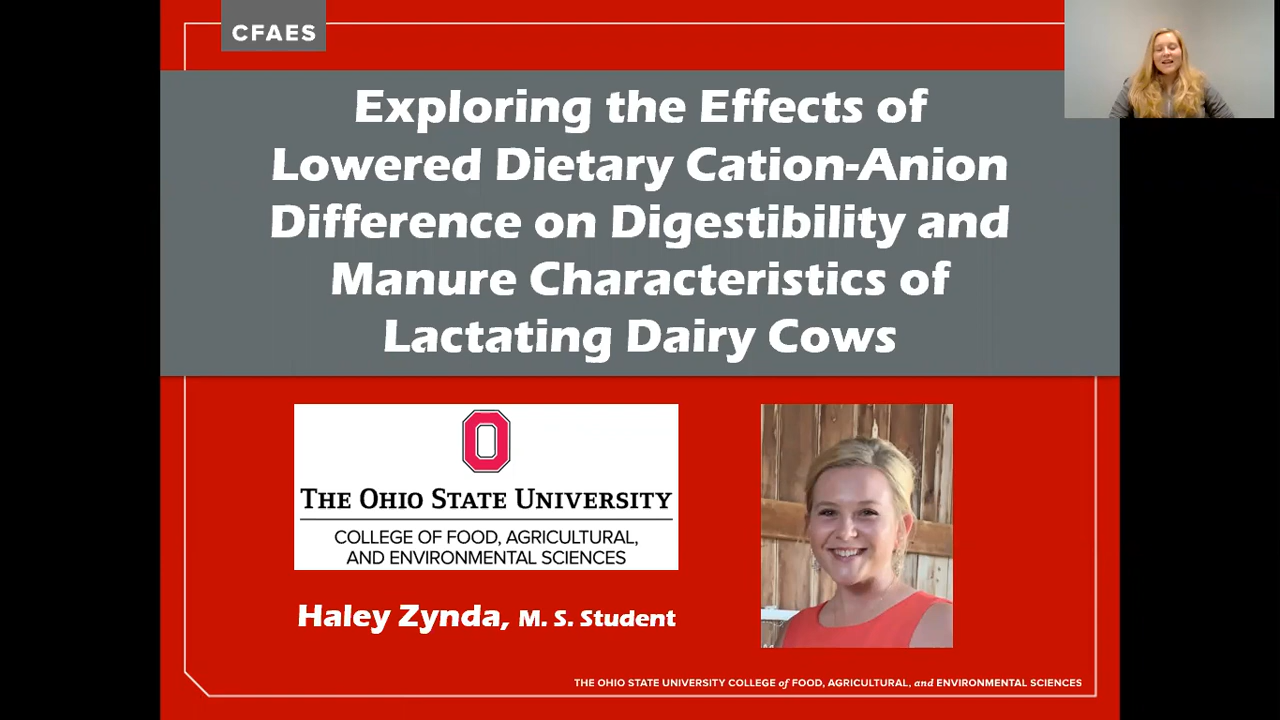 CFAES
Exploring the Effects of
Lowered Dietary Cation-Anion
Difference on Digestibility and
Manure Characteristics of
Lactating Dairy Cows
O
THE OHIO STATE UNIVERSITY
COLLEGE OF FOOD, AGRICULTURAL,
AND ENVIRONMENTAL SCIENCES
Haley Zynda, M. S. Student
THE OHIO STATE UNIVERSITY COLLEGE of FOOD, AGRICULTURAL, and ENVIRONMENTAL SCIENCES